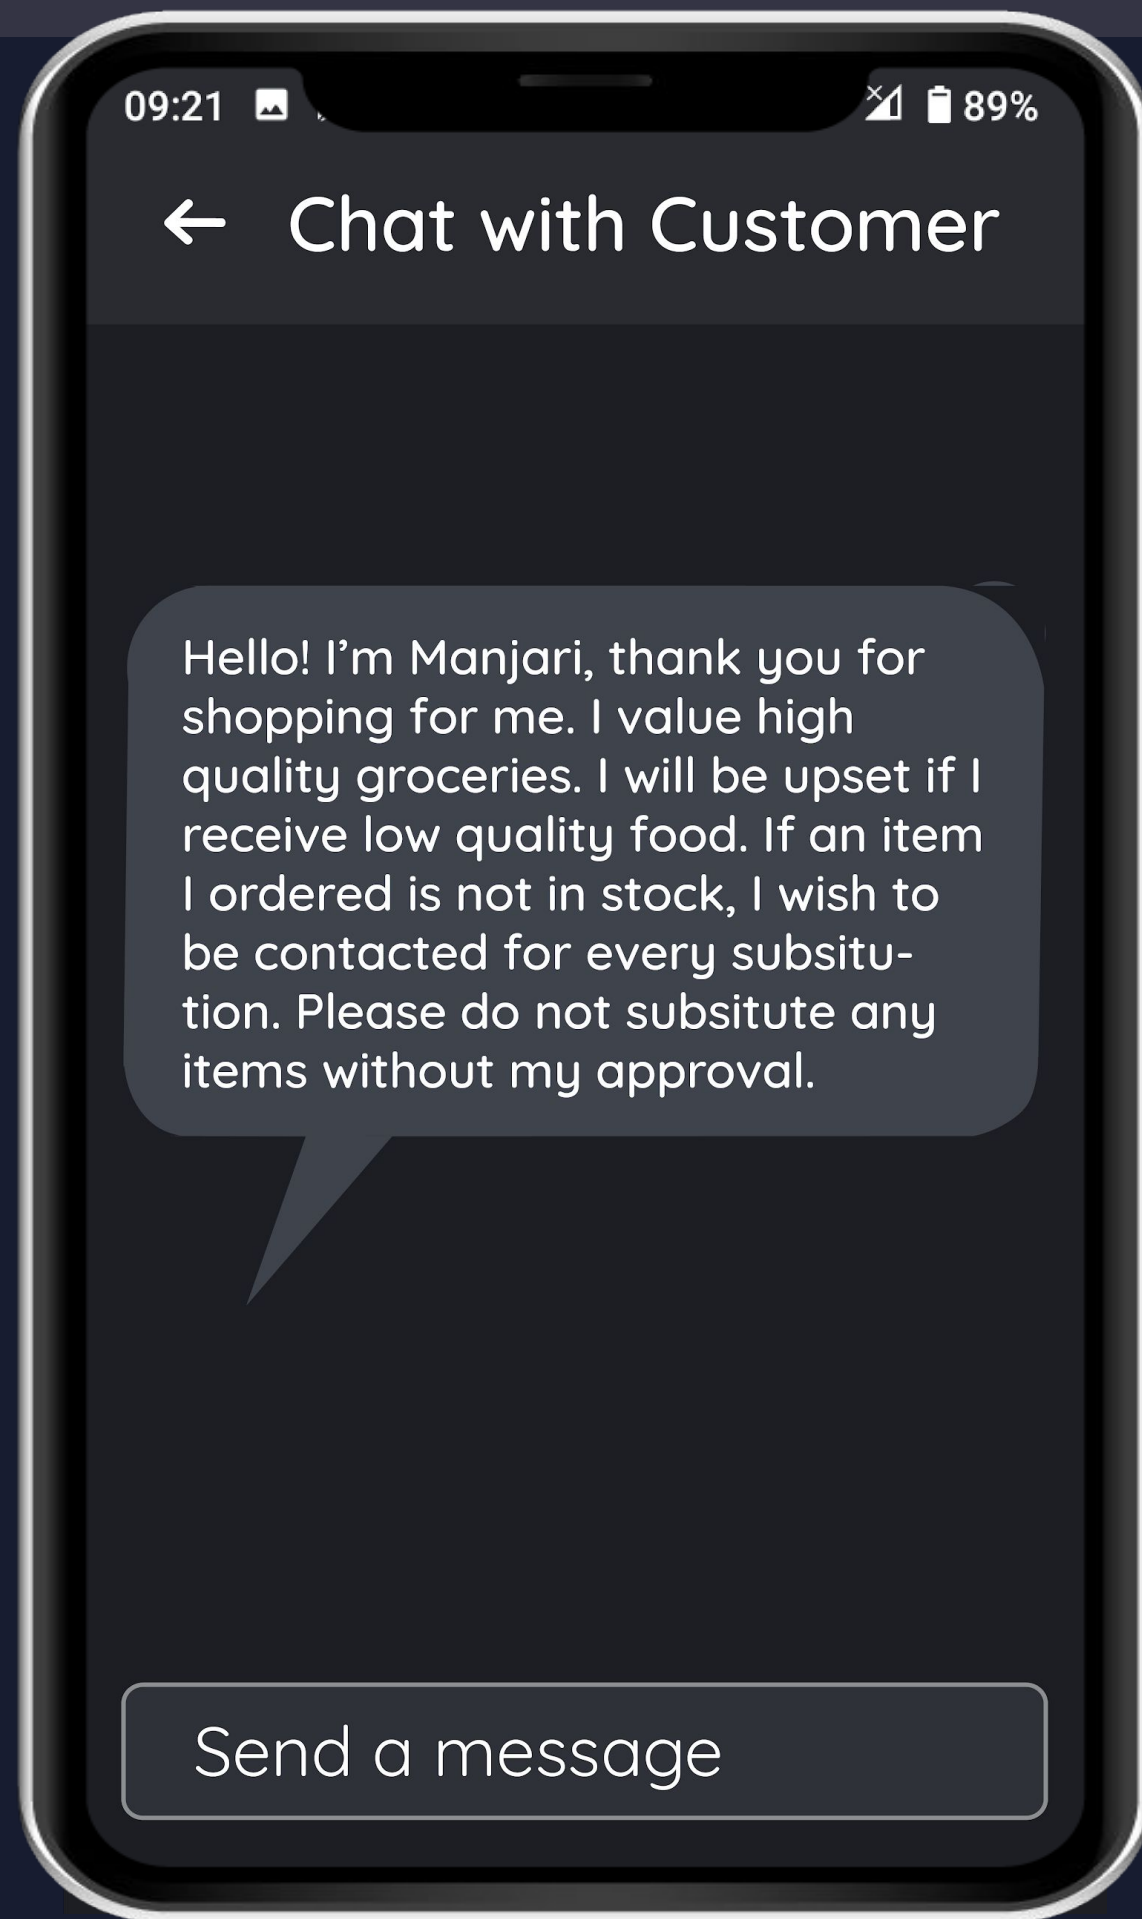 09:21
89%
Chat with Customer
Hello! I’m Manjari, thank you for
shopping for me. I value high
quality groceries. I will be upset if I
receive low quality food. If an item
I ordered is not in stock, I wish to
be contacted for every subsitu-
tion. Please do not subsitute any
items without my approval.
Send a message